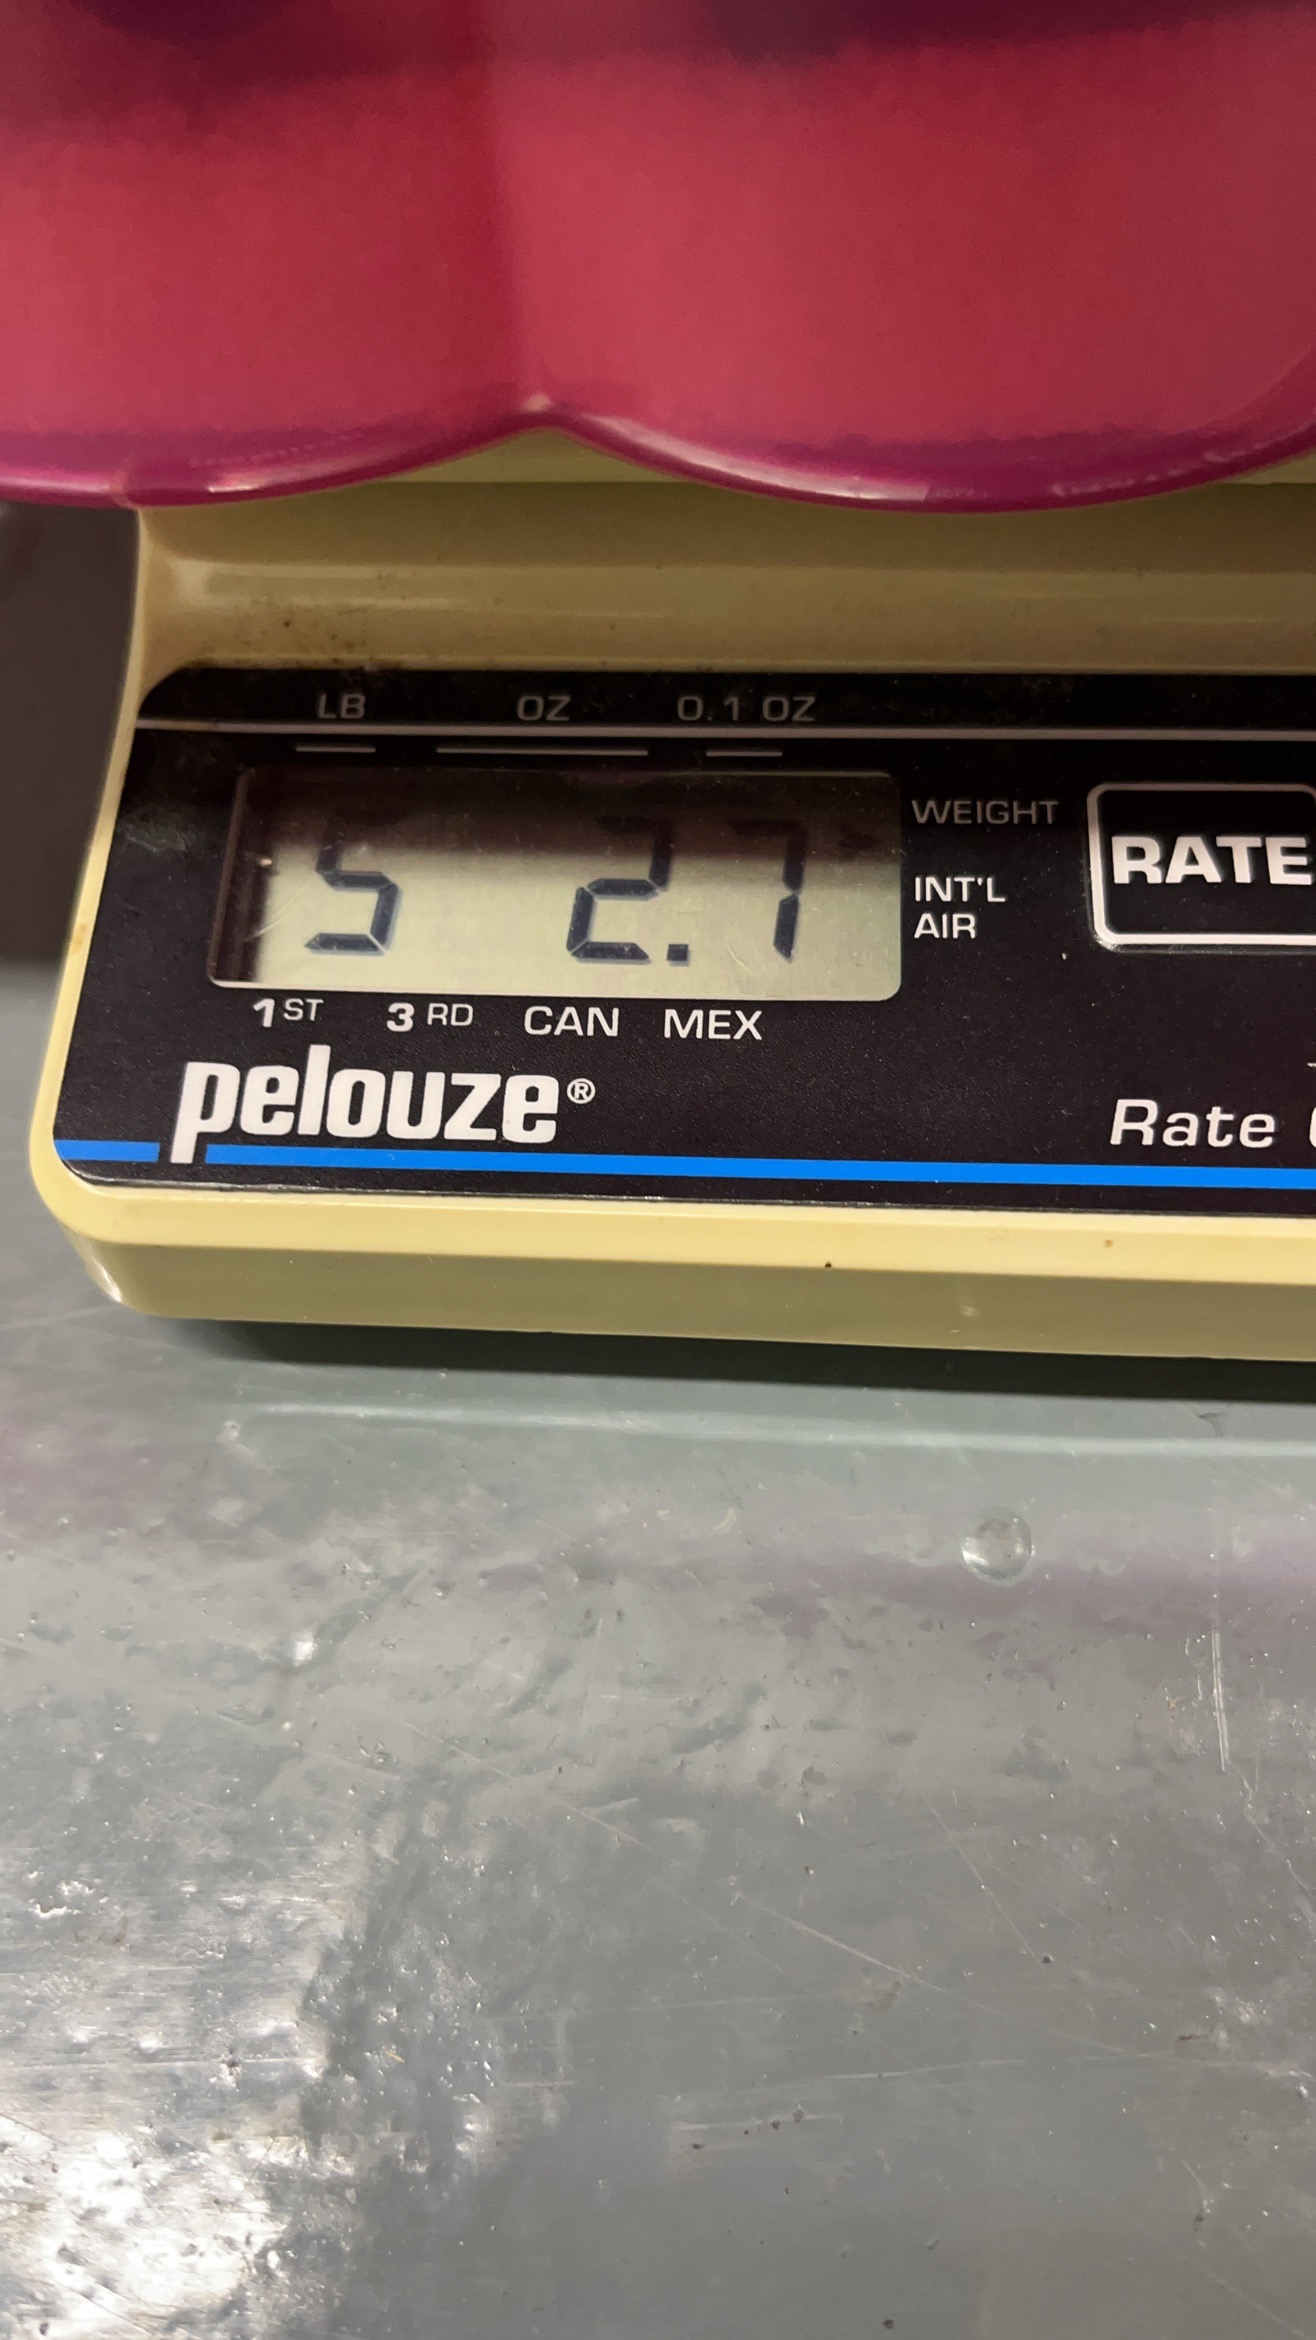 LB OZ 0.1 OZ
5 2.7
WEIGHT
INT'L
AIR
RATE
1ST 3RD CAN MEX
pelouze®
Rate